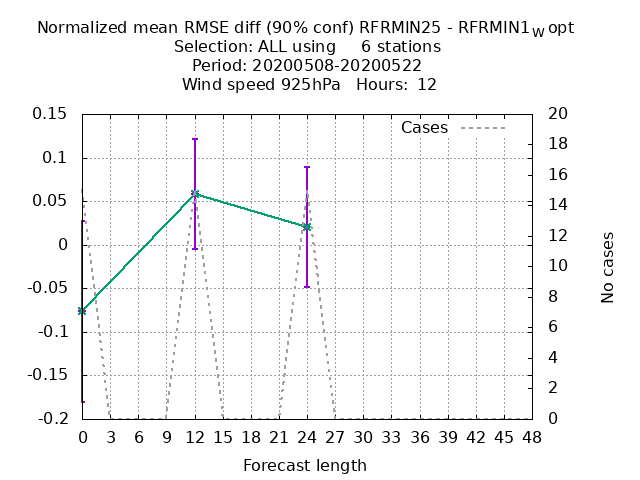 Normalized mean RMSE diff (90% conf) RFRMIN25 - RFRMIN1wopt
Selection: ALL using     6 stations
Period: 20200508-20200522
Wind speed 925hPa   Hours:  12
Cases
0.15
0.1
0.05
0
-0.05
-0.1
-0.15
-0.2
20
18
16
14
12
10
8
6
4
2
0
No cases
0 3 6 9 12 15 18 21 24 27 30 33 36 39 42 45 48
Forecast length